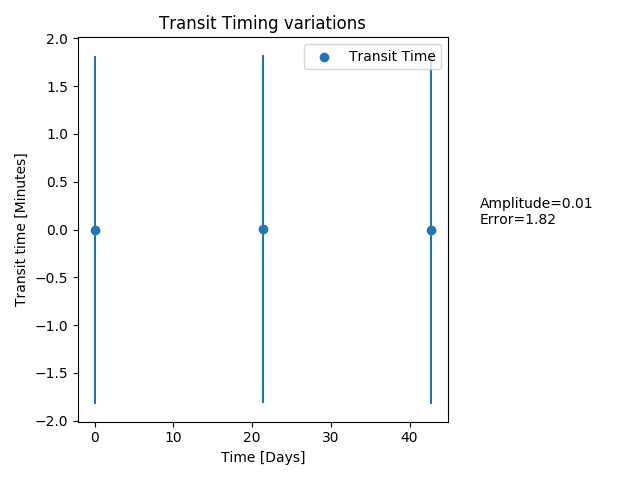 Transit Timing variations
Transit Time
2.0
1.5
1.0
0.5
0.0
−0.5
−1.0
−1.5
−2.0
Transit time [Minutes]
Amplitude=0.01
Error=1.82
0 10 20 30 40
Time [Days]